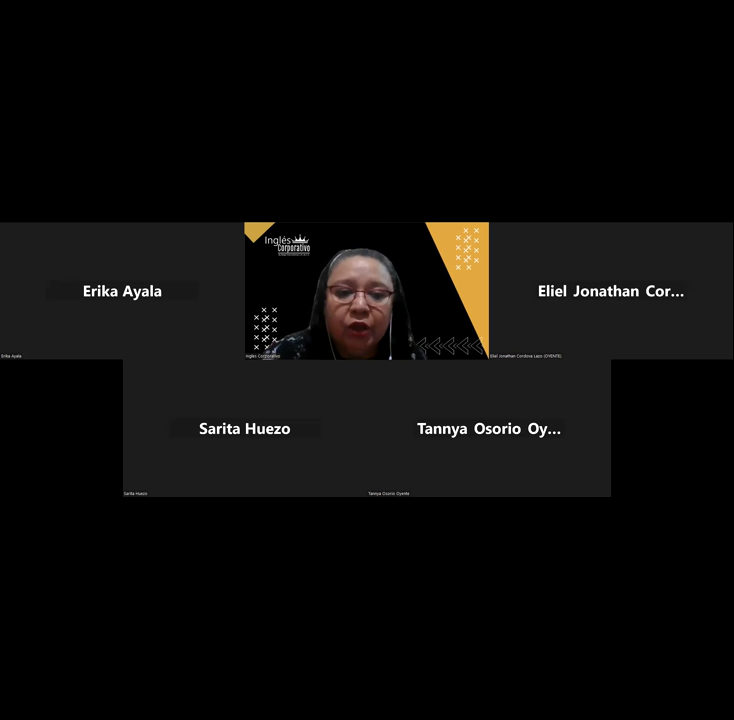 Inglés
Corporativo
Erika Ayala
Eliel Jonathan Cor...
Erika Ayala
Inglés Corporativo
Eliel Jonathan Cordova Lazo (OYENTE)
Sarita Huezo
Tannya Osorio Oy...
Sarita Huezo
Tannya Osorio Oyente